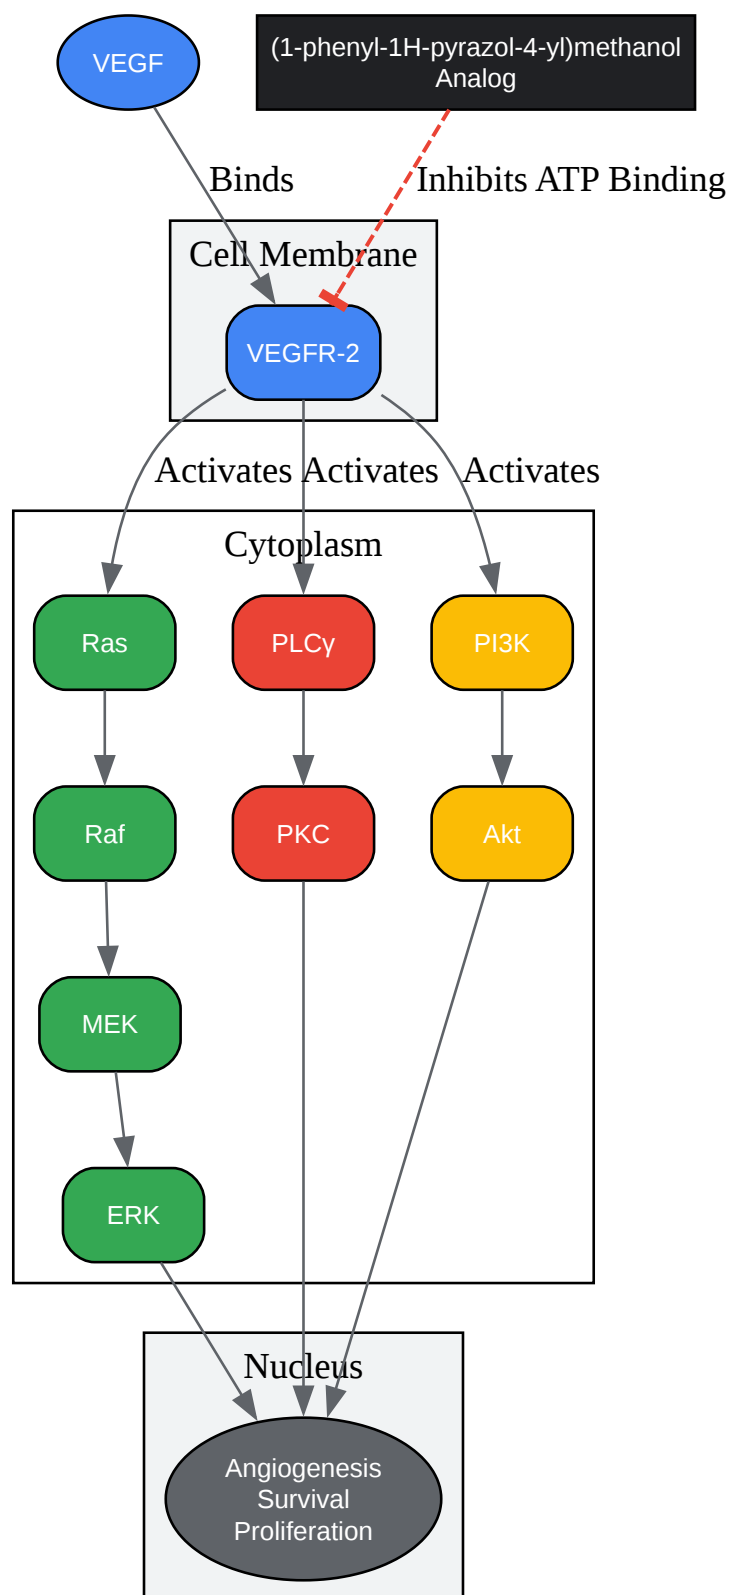 VEGF
(1-phenyl-1H-pyrazol-4-yl)methanol
Analog
Binds
Inhibits ATP Binding
Cell Membrane
VEGFR-2
Activates
Activates
Activates
Cytoplasm
Ras
PLCγ
PI3K
Raf
PKC
Akt
MEK
ERK
Nucleus
Angiogenesis
Survival
Proliferation